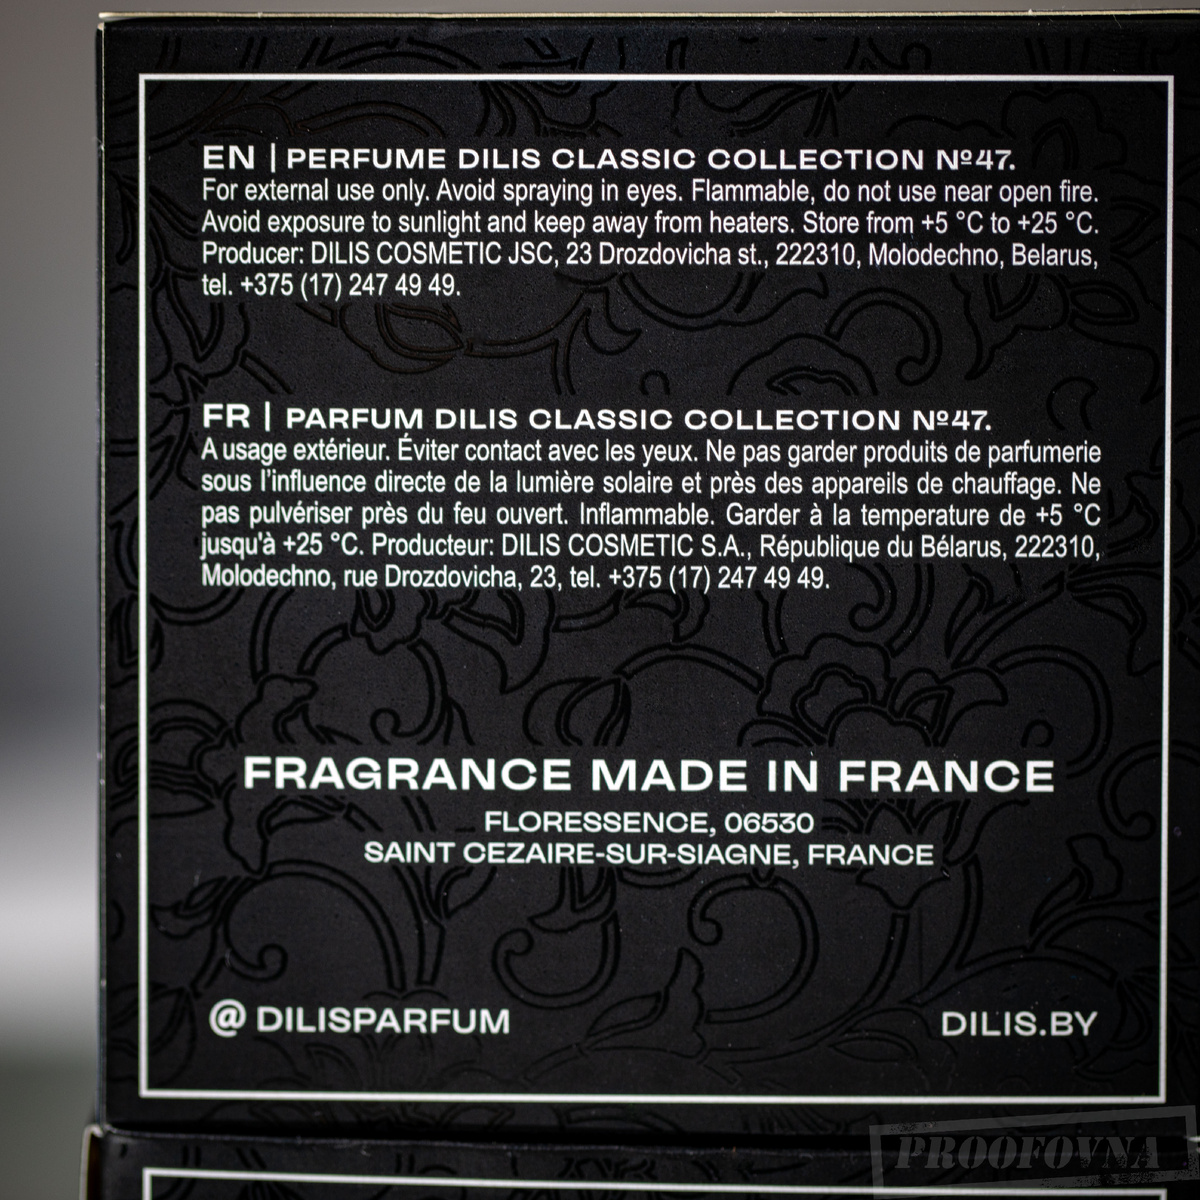 EN | PERFUME DILIS CLASSIC COLLECTION №47.
For external use only. Avoid spraying in eyes. Flammable, do not use near open fire.
Avoid exposure to sunlight and keep away from heaters. Store from +5 °C to +25 °C.
Producer: DILIS COSMETIC JSC, 23 Drozdovicha st., 222310, Molodechno, Belarus,
tel. +375 (17) 247 49 49.
FR | PARFUM DILIS CLASSIC COLLECTION №47.
A usage extérieur. Éviter contact avec les yeux. Ne pas garder produits de parfumerie
sous l'influence directe de la lumière solaire et près des appareils de chauffage. Ne
pas pulvériser près du feu ouvert. Inflammable. Garder à la temperature de +5 °C
jusqu'à +25 °C. Producteur: DILIS COSMETIC S.A., République du Bélarus, 222310,
Molodechno, rue Drozdovicha, 23, tel. +375 (17) 247 49 49.
FRAGRANCE MADE IN FRANCE
FLORESSENCE, 06530
SAINT CEZAIRE-SUR-SIAGNE, FRANCE
@ DILISPARFUM
DILIS.BY
PROOFOVNA